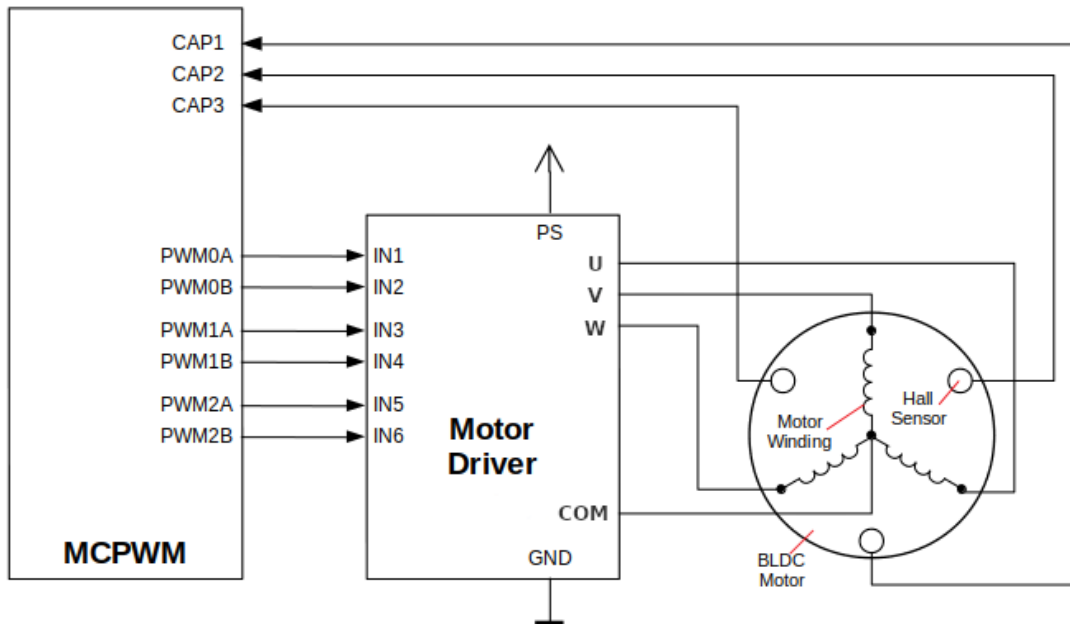 CAP1
CAP2
CAP3
PS
PWM0A
IN1
U
PWM0B
IN2
V
PWM1A
IN3
W
PWM1B
IN4
PWM2A
IN5
PWM2B
IN6
Motor
Driver
Hall
Sensor
Motor
Winding
COM
MCPWM
GND
BLDC
Motor